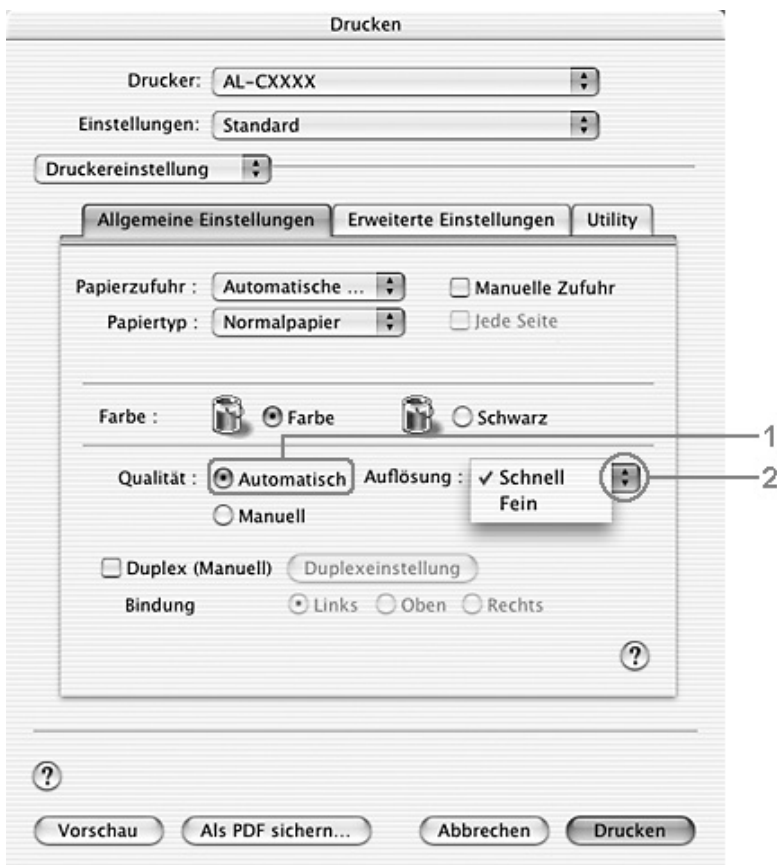 Drucken
Drucker: AL-CXXXX
Einstellungen: Standard
Druckereinstellung
Allgemeine Einstellungen Erweiterte Einstellungen Utility
Papierzufuhr : Automatische ... Manuelle Zufuhr
Papiertyp : Normalpapier Jede Seite
Farbe : Farbe Schwarz
1
Qualität : Automatisch Auflösung : ✓ Schnell 2
Manuell Fein
Duplex (Manuell) Duplexeinstellung
Bindung Links Oben Rechts
?
?
Vorschau Als PDF sichern... Abbrechen Drucken